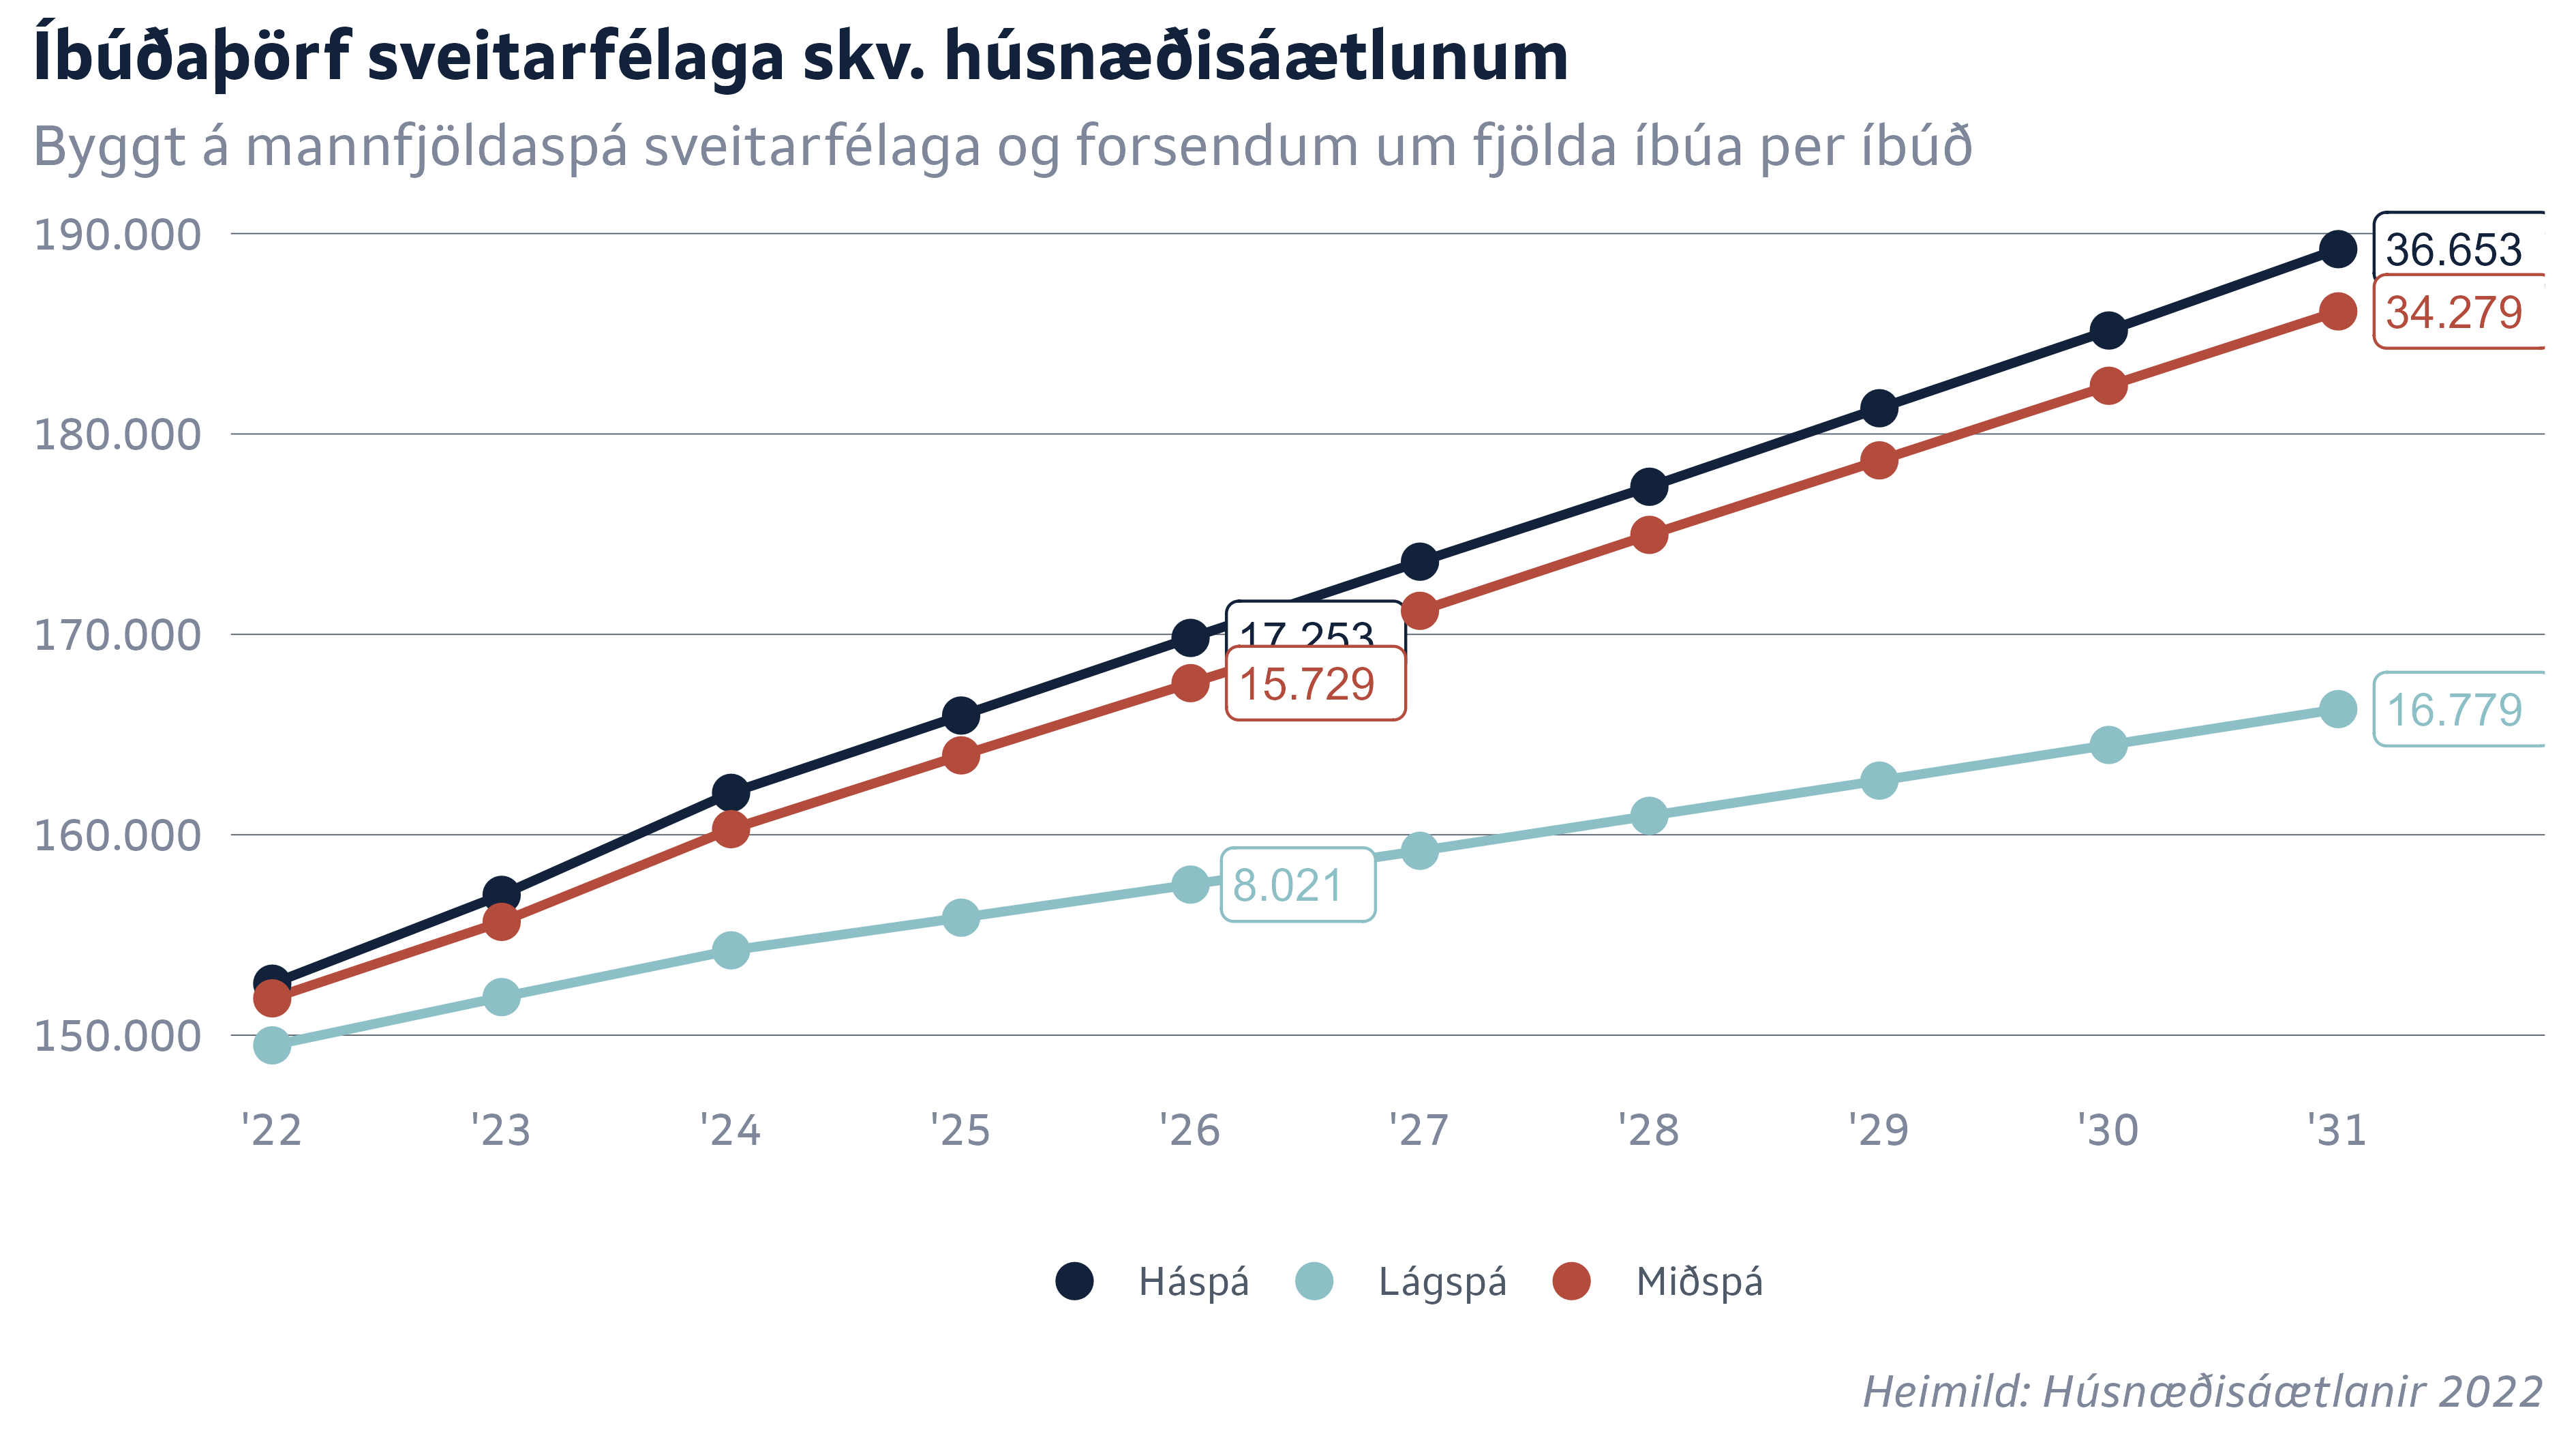 Íbúðaþörf sveitarfélaga skv. húsnæðisáætlunum
Byggt á mannfjöldaspá sveitarfélaga og forsendum um fjölda íbúa per íbúð
190.000
36.653
34.279
180.000
170.000
17.253
15.729
16.779
160.000
8.021
150.000
'22 '23 '24 '25 '26 '27 '28 '29 '30 '31
Háspá Lágspá Miðspá
Heimild: Húsnæðisáætlanir 2022